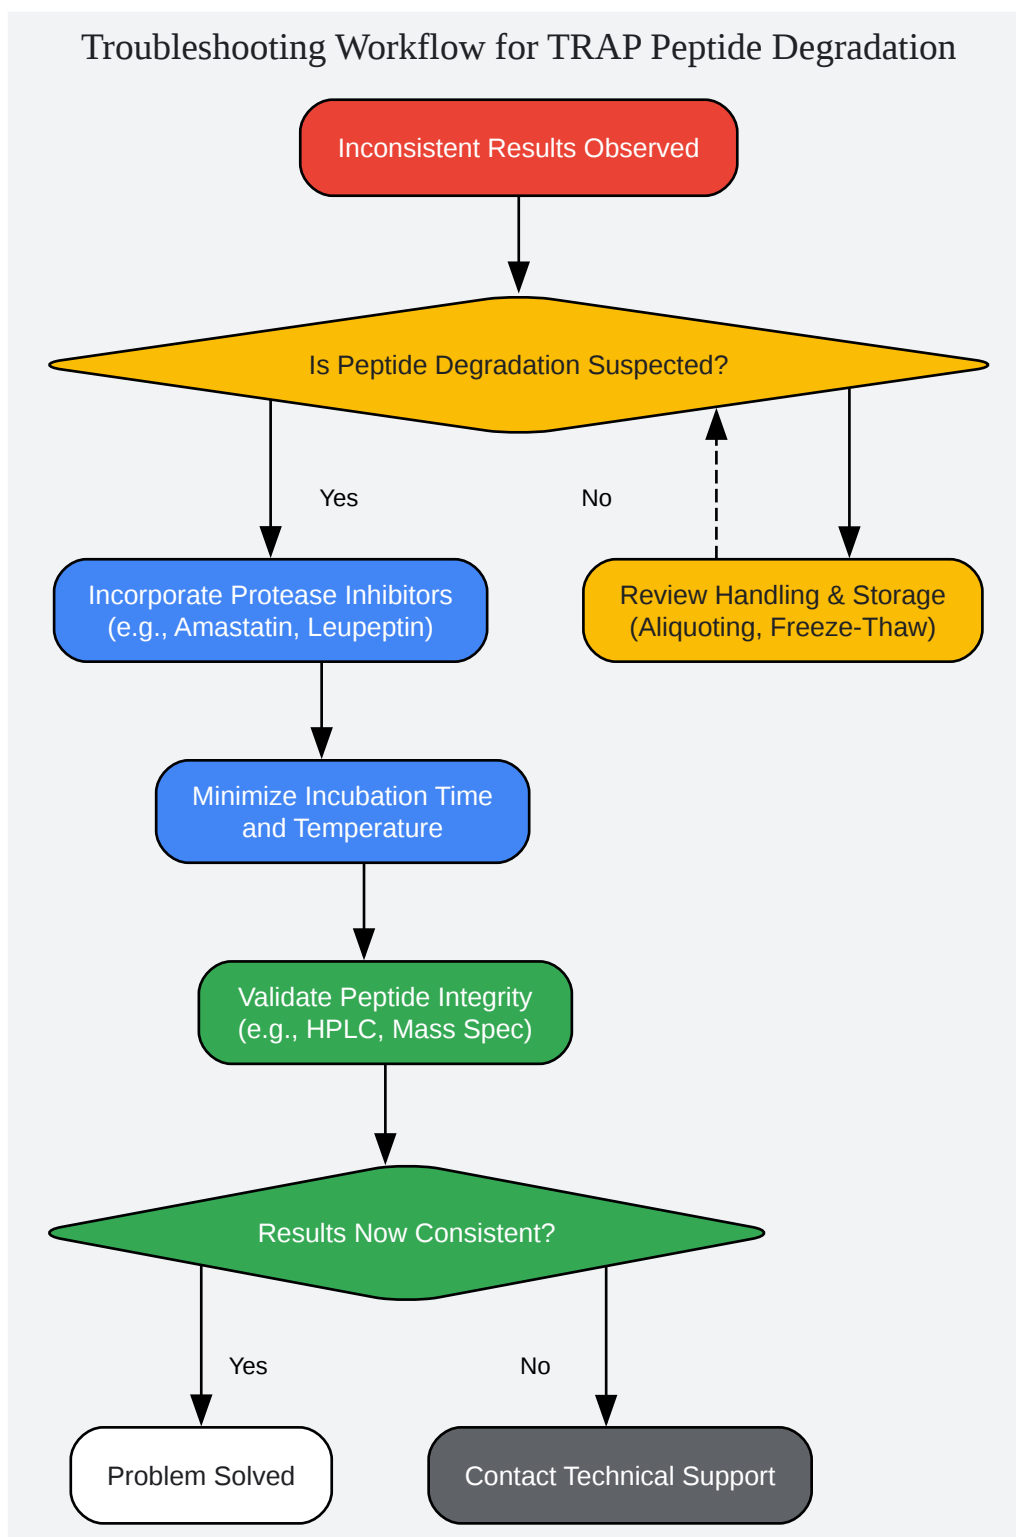 Troubleshooting Workflow for TRAP Peptide Degradation
Inconsistent Results Observed
Is Peptide Degradation Suspected?
Yes
No
Incorporate Protease Inhibitors
(e.g., Amastatin, Leupeptin)
Review Handling & Storage
(Aliquoting, Freeze-Thaw)
Minimize Incubation Time
and Temperature
Validate Peptide Integrity
(e.g., HPLC, Mass Spec)
Results Now Consistent?
Yes
No
Problem Solved
Contact Technical Support